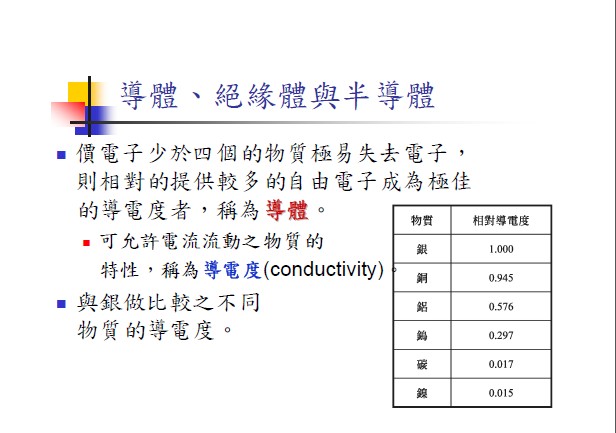 導體、絕緣體與半導體
價電子少於四個的物質極易失去電子，
則相對的提供較多的自由電子成為極佳
的導電度者，稱為導體。
可允許電流流動之物質的
特性，稱為導電度(conductivity)。
與銀做比較之不同
物質的導電度。
物質 相對導電度
銀 1.000
銅 0.945
鋁 0.576
鎢 0.297
碳 0.017
鎳 0.015